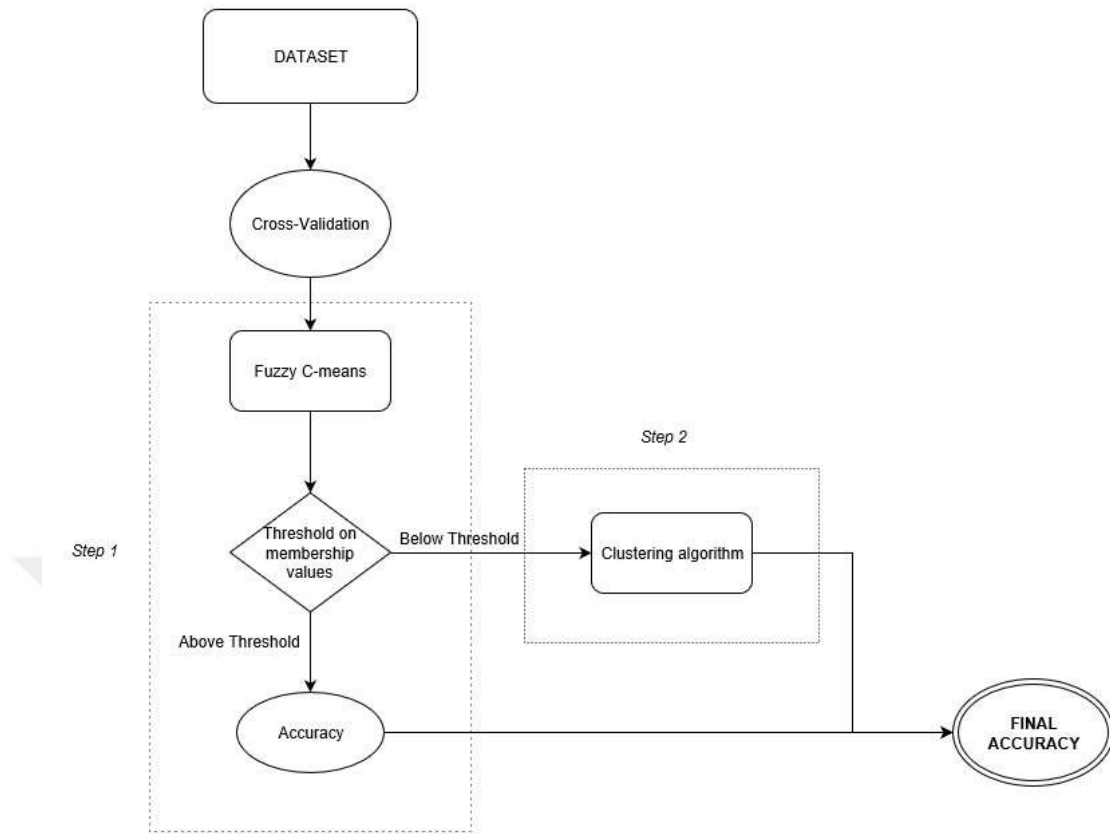 DATASET
Cross-Validation
Fuzzy C-means
Step 2
Threshold on
membership
values
Below Threshold
Clustering algorithm
Step 1
Above Threshold
Accuracy
FINAL
ACCURACY